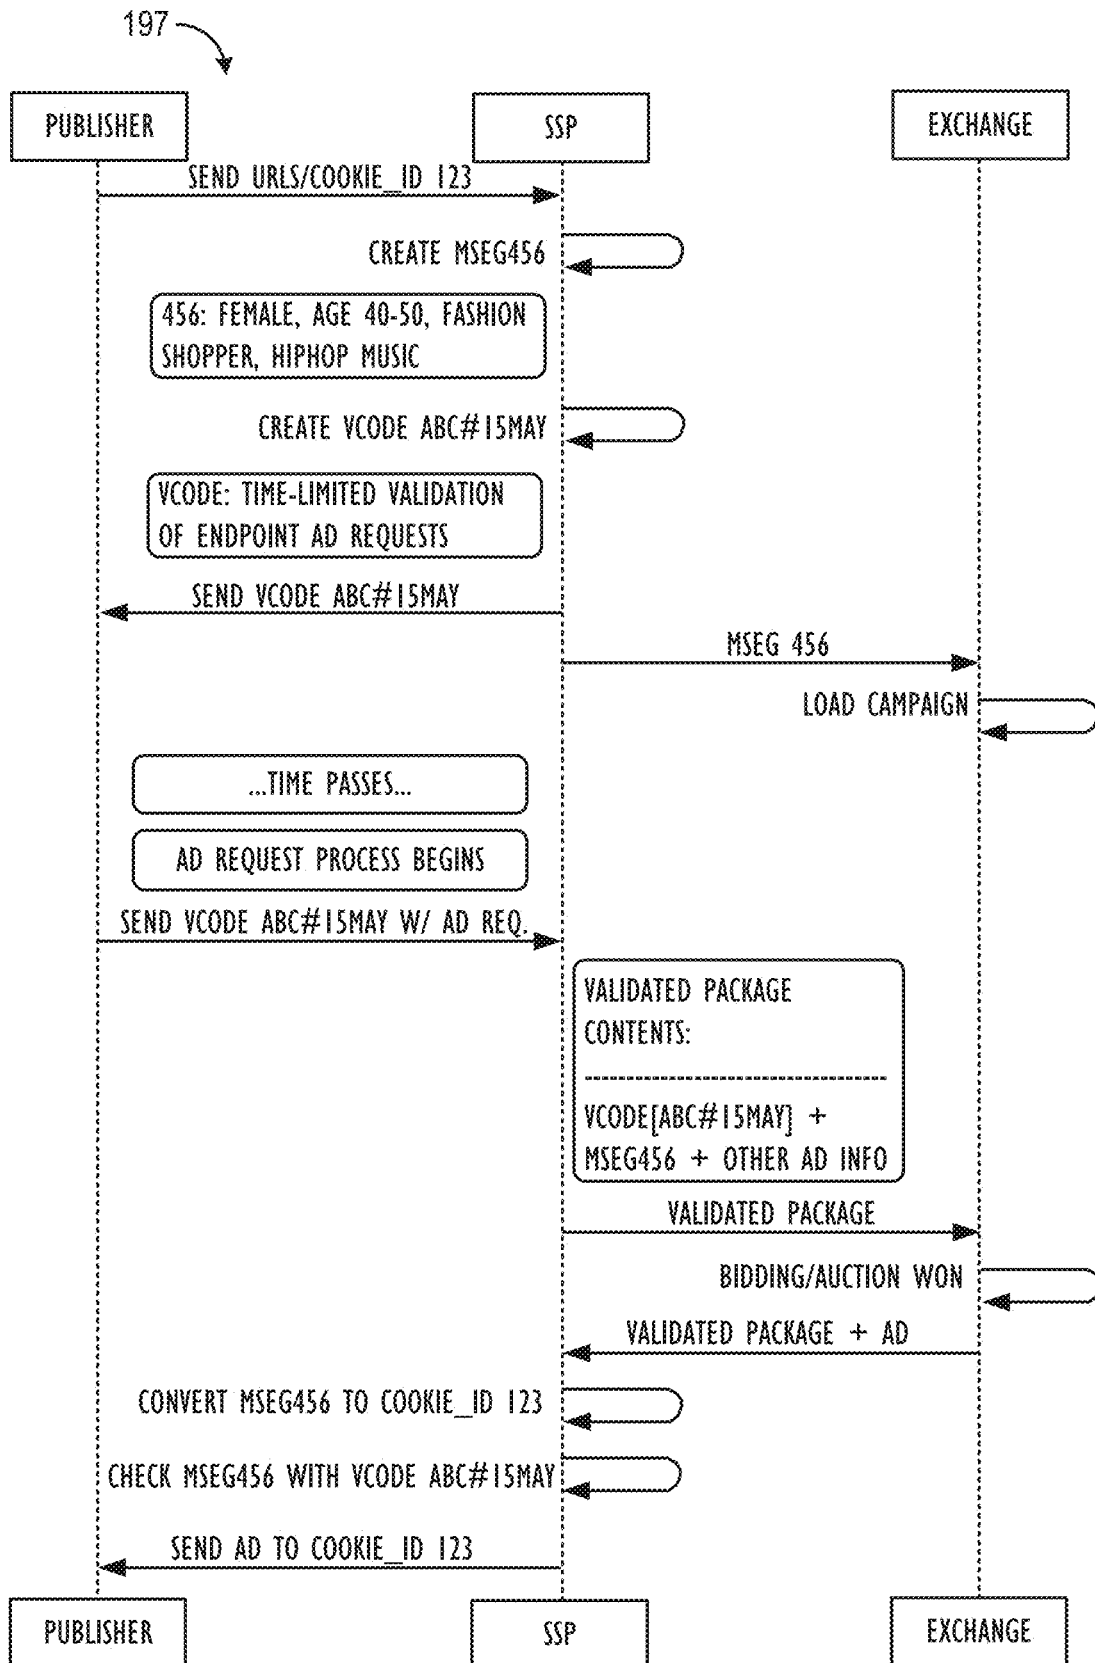 197
PUBLISHER
SSP
EXCHANGE
SEND URLS/COOKIE_ID 123
CREATE MSEG456
456: FEMALE, AGE 40-50, FASHION
SHOPPER, HIPHOP MUSIC
CREATE VCODE ABC#15MAY
VCODE: TIME-LIMITED VALIDATION
OF ENDPOINT AD REQUESTS
SEND VCODE ABC#15MAY
MSEG 456
LOAD CAMPAIGN
...TIME PASSES...
AD REQUEST PROCESS BEGINS
SEND VCODE ABC#15MAY W/ AD REQ.
VALIDATED PACKAGE
CONTENTS:
--------------------------------
VCODE[ABC#15MAY] +
MSEG456 + OTHER AD INFO
VALIDATED PACKAGE
BIDDING/AUCTION WON
VALIDATED PACKAGE + AD
CONVERT MSEG456 TO COOKIE_ID 123
CHECK MSEG456 WITH VCODE ABC#15MAY
SEND AD TO COOKIE_ID 123
PUBLISHER
SSP
EXCHANGE